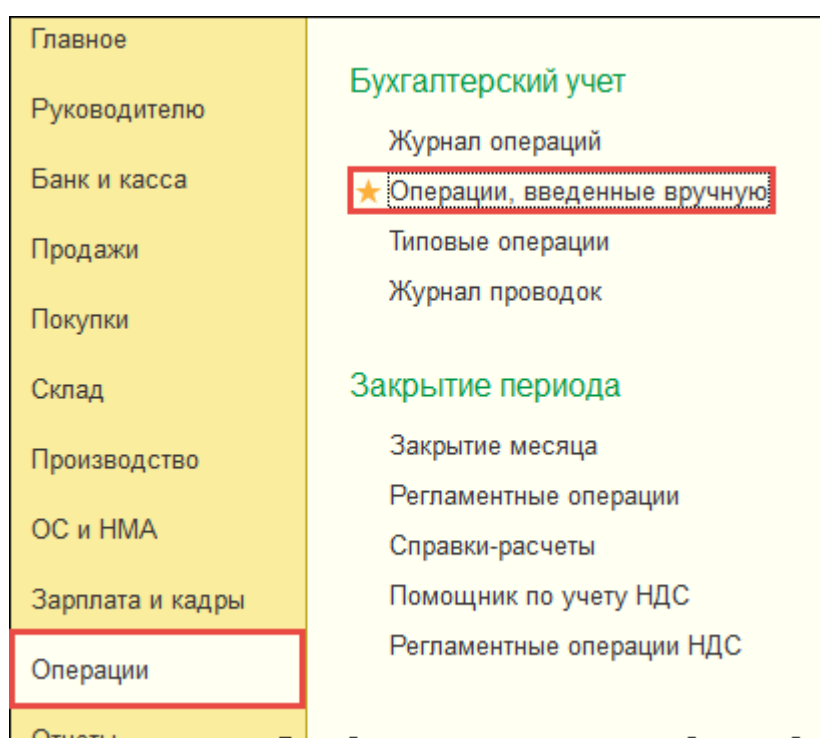 Главное
Руководителю
Банк и касса
Продажи
Покупки
Склад
Производство
ОС и НМА
Зарплата и кадры
Операции
Бухгалтерский учет
Журнал операций
Операции, введенные вручную
Типовые операции
Журнал проводок
Закрытие периода
Закрытие месяца
Регламентные операции
Справки-расчеты
Помощник по учету НДС
Регламентные операции НДС